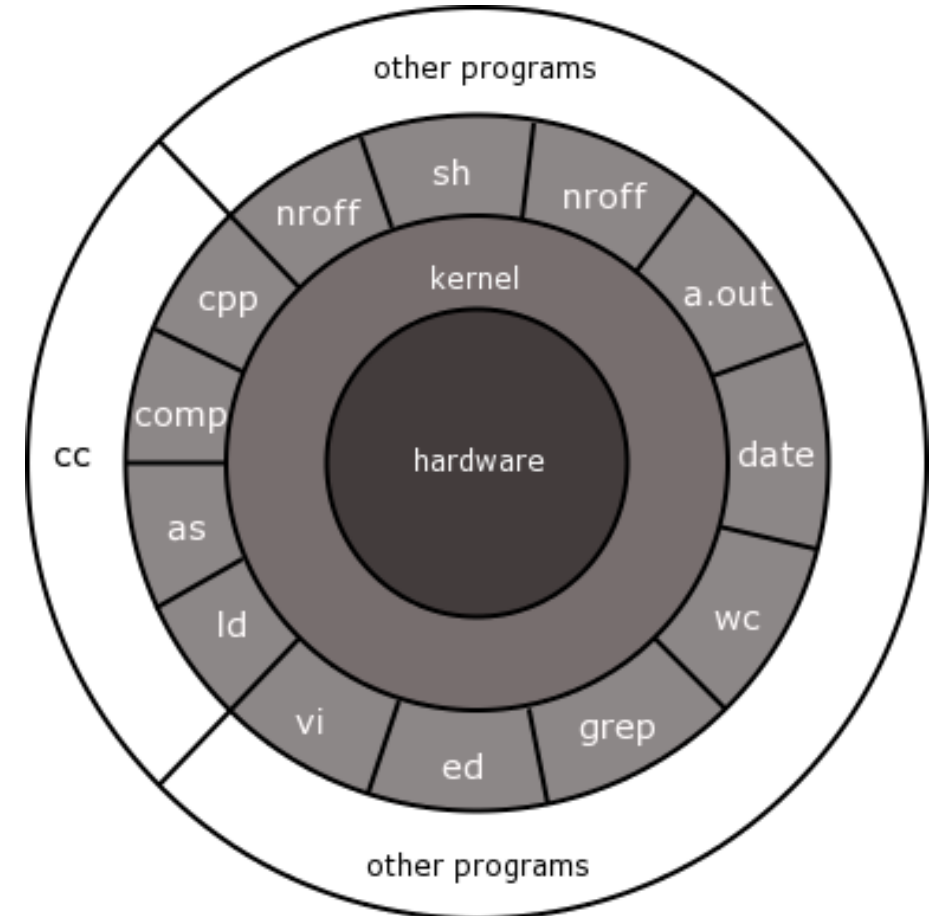 other programs
sh
nroff
nroff
kernel
cpp
a.out
comp
cc
hardware
date
as
ld
wc
vi
grep
ed
other programs